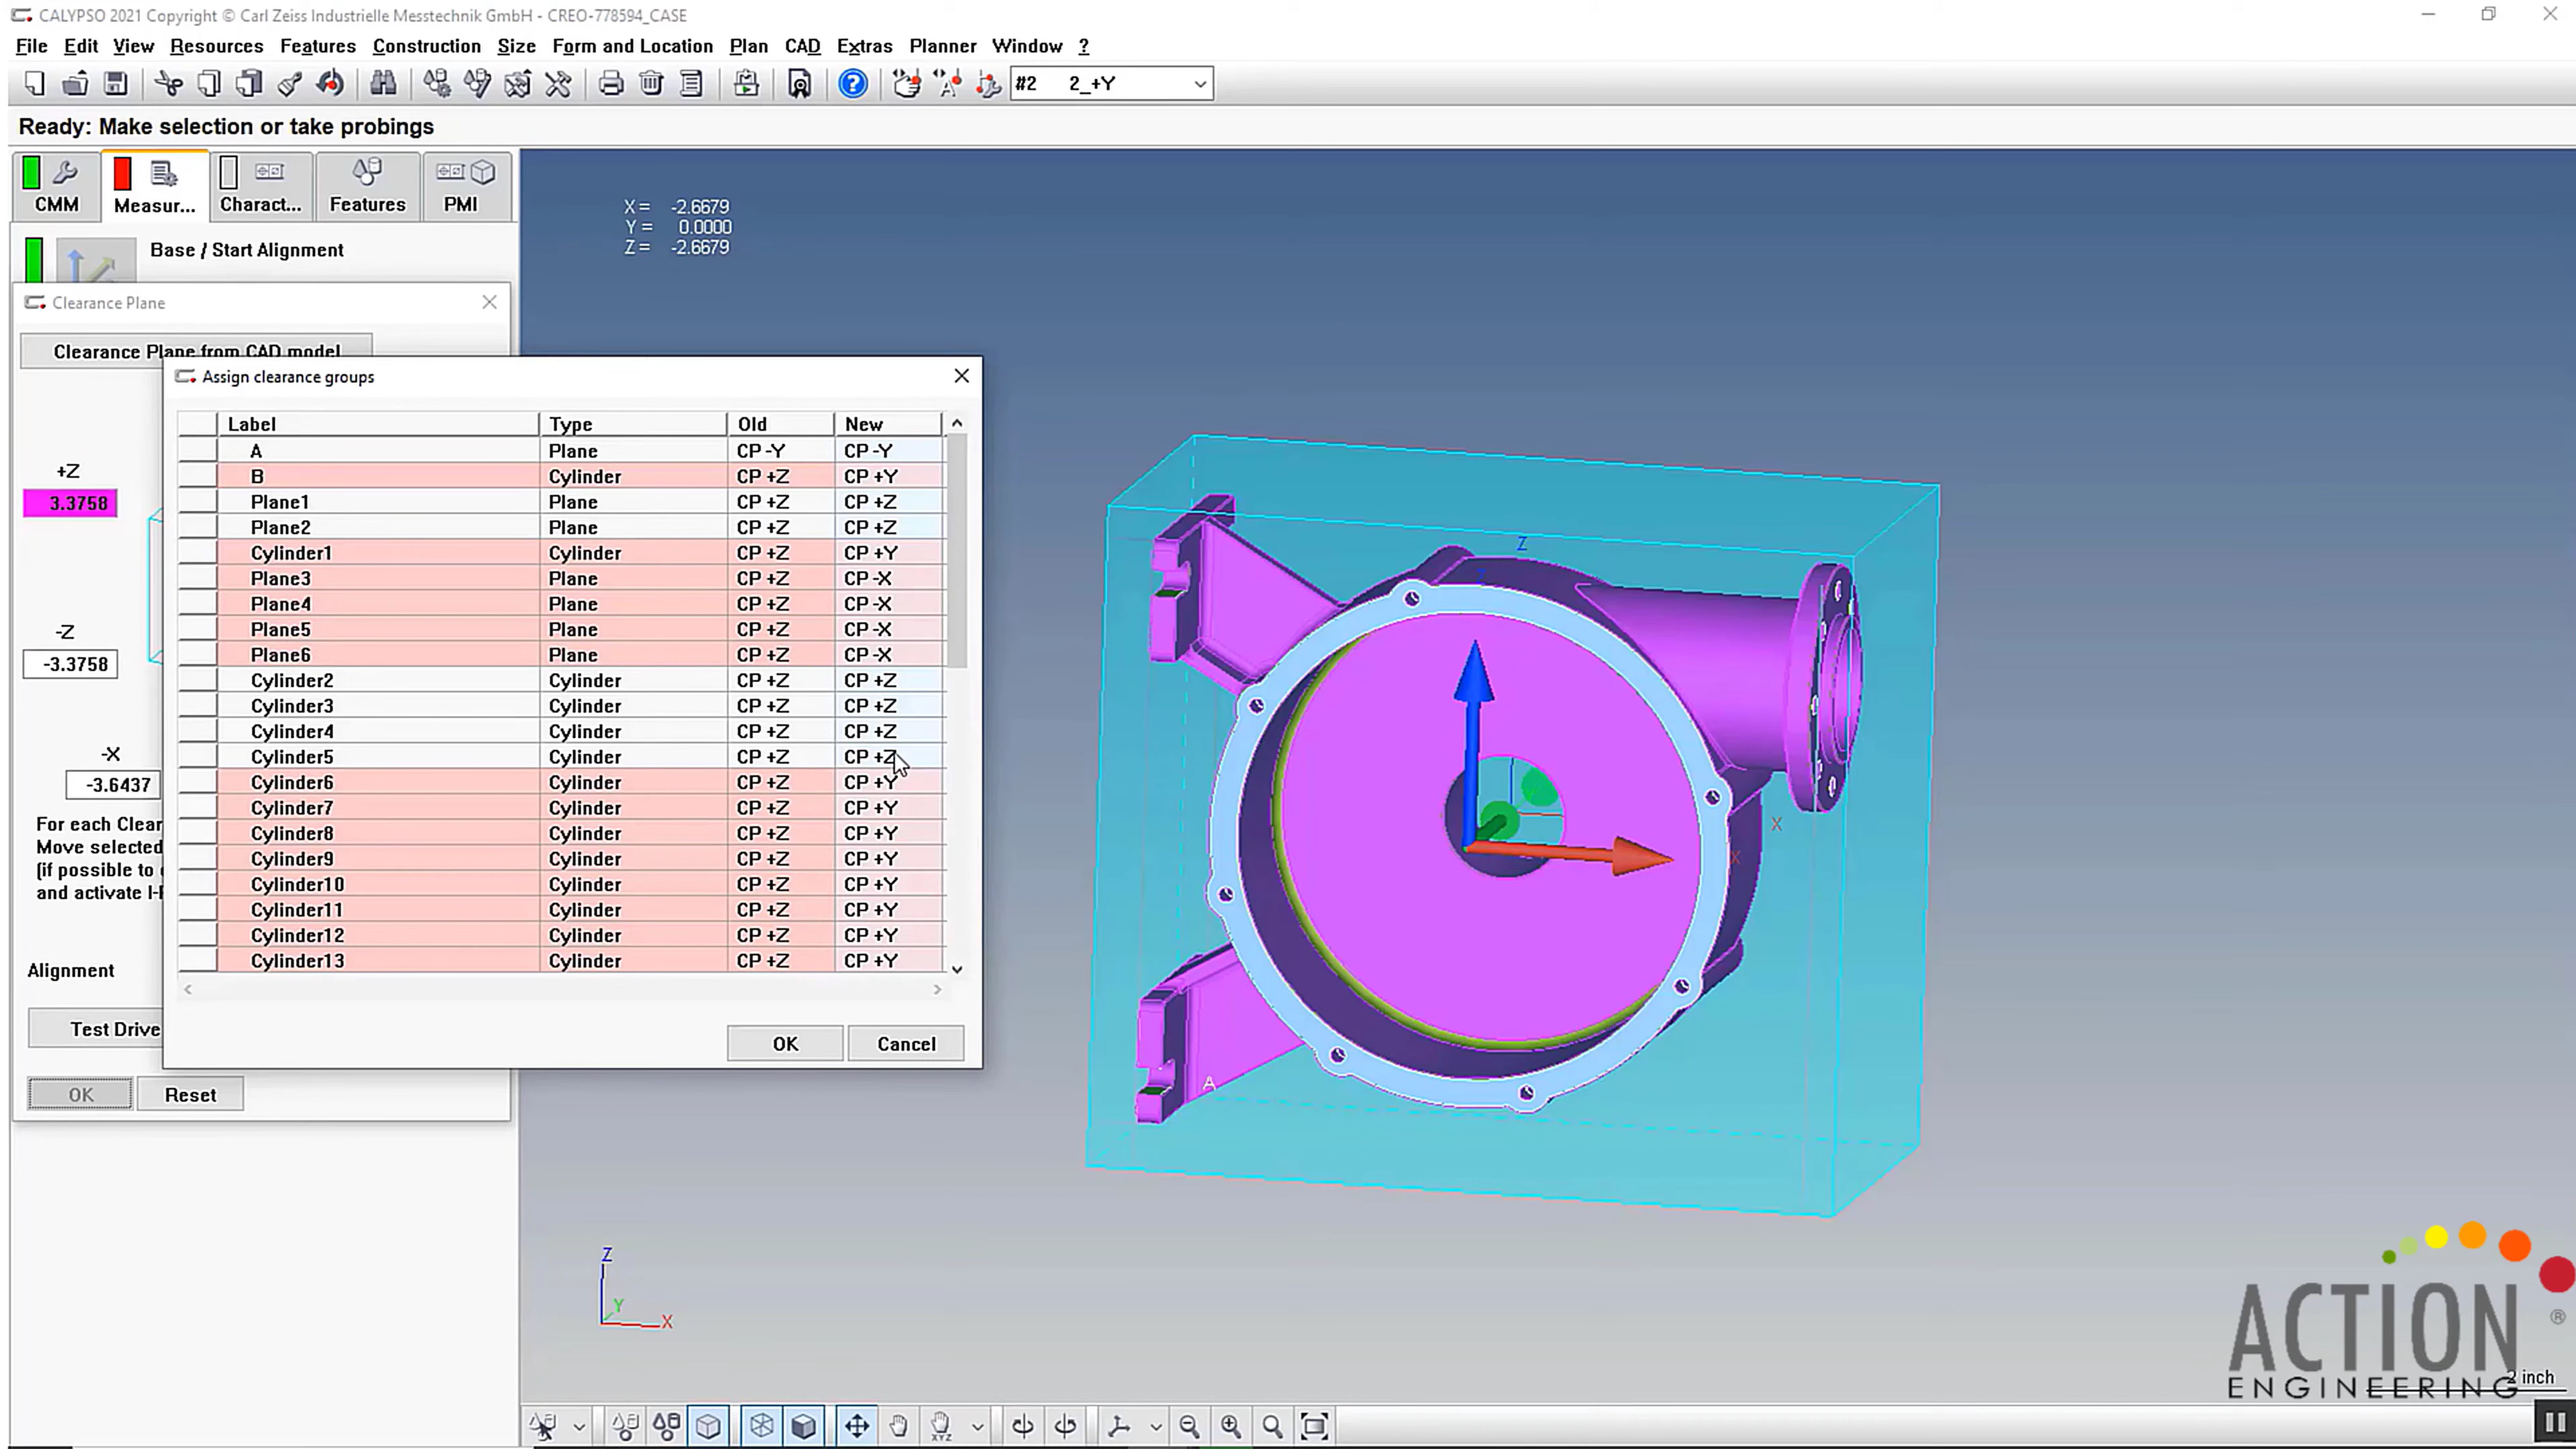 CALYPSO 2021 Copyright © Carl Zeiss Industrielle Messtechnik GmbH - CREO-778594_CASE
File Edit View Resources Features Construction Size Form and Location Plan CAD Extras Planner Window ?
#2 2_+Y
Ready: Make selection or take probings
CMM Measur... Charact... Features PMI
Base / Start Alignment
X = -2.6679
Y = 0.0000
Z = -2.6679
Clearance Plane
Clearance Plane from CAD model
Assign clearance groups
Label Type Old New
A Plane CP -Y CP -Y
B Cylinder CP +Z CP +Y
Plane1 Plane CP +Z CP +Z
Plane2 Plane CP +Z CP +Z
Cylinder1 Cylinder CP +Z CP +Y
Plane3 Plane CP +Z CP -X
Plane4 Plane CP +Z CP -X
Plane5 Plane CP +Z CP -X
Plane6 Plane CP +Z CP -X
Cylinder2 Cylinder CP +Z CP +Z
Cylinder3 Cylinder CP +Z CP +Z
Cylinder4 Cylinder CP +Z CP +Z
Cylinder5 Cylinder CP +Z CP +Z
Cylinder6 Cylinder CP +Z CP +Y
Cylinder7 Cylinder CP +Z CP +Y
Cylinder8 Cylinder CP +Z CP +Y
Cylinder9 Cylinder CP +Z CP +Y
Cylinder10 Cylinder CP +Z CP +Y
Cylinder11 Cylinder CP +Z CP +Y
Cylinder12 Cylinder CP +Z CP +Y
Cylinder13 Cylinder CP +Z CP +Y
OK Cancel
+Z
3.3758
-Z
-3.3758
-X
-3.6437
For each Clear
Move selected
(if possible to
and activate I-
Alignment
Test Drive
OK Reset
Z
X
X
A
Z
Y
X
ACTION
ENGINEERING
®
2 inch
XYZ